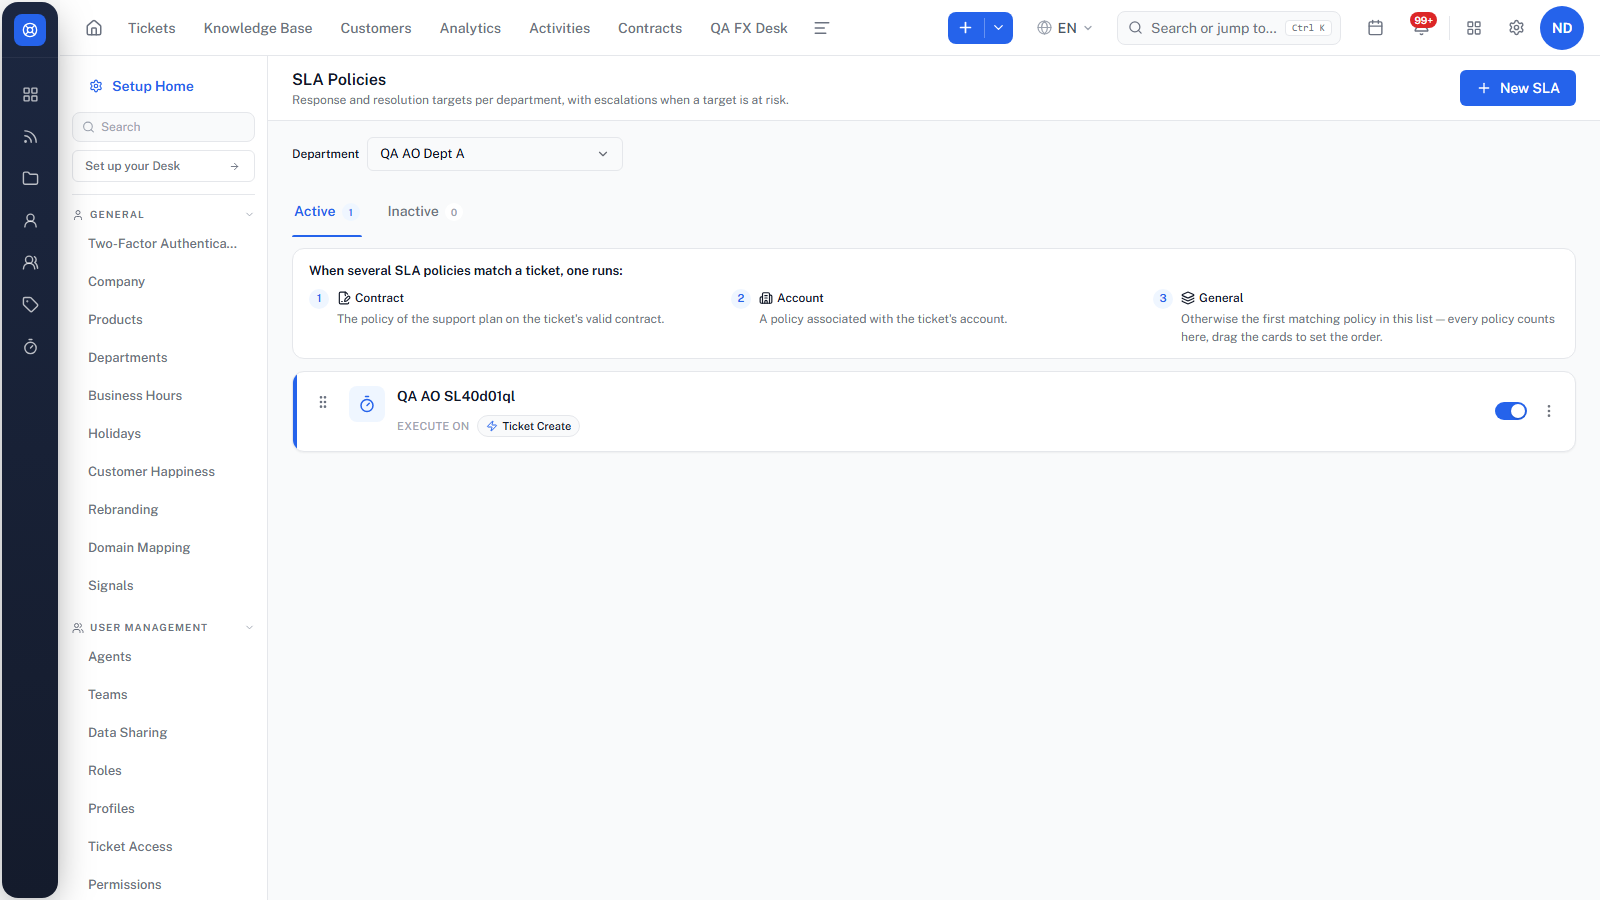 Tickets
Knowledge Base
Customers
Analytics
Activities
Contracts
QA FX Desk
EN
Search or jump to...
Ctrl K
99+
ND
Setup Home
Search
Set up your Desk
GENERAL
Two-Factor Authentica...
Company
Products
Departments
Business Hours
Holidays
Customer Happiness
Rebranding
Domain Mapping
Signals
USER MANAGEMENT
Agents
Teams
Data Sharing
Roles
Profiles
Ticket Access
Permissions
SLA Policies
Response and resolution targets per department, with escalations when a target is at risk.
New SLA
Department
QA AO Dept A
Active 1
Inactive 0
When several SLA policies match a ticket, one runs:
1 Contract
The policy of the support plan on the ticket's valid contract.
2 Account
A policy associated with the ticket's account.
3 General
Otherwise the first matching policy in this list — every policy counts
here, drag the cards to set the order.
QA AO SL40d01ql
EXECUTE ON Ticket Create